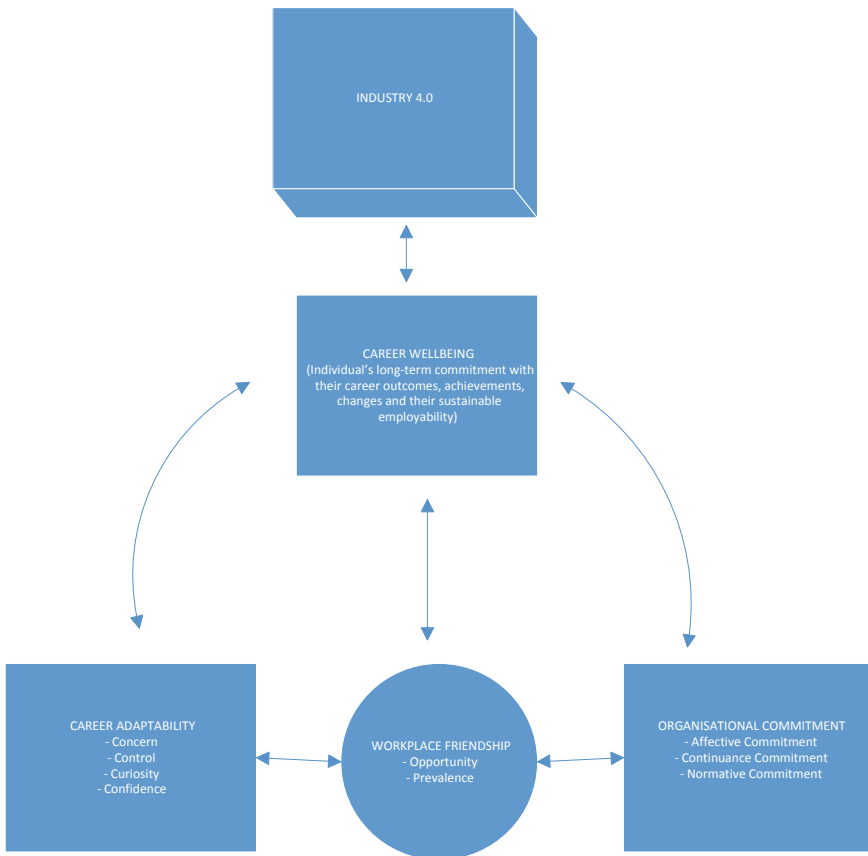 INDUSTRY 4.0
CAREER WELLBEING
(Individual's long-term commitment with
their career outcomes, achievements,
changes and their sustainable
employability)
CAREER ADAPTABILITY
- Concern
- Control
- Curiosity
- Confidence
WORKPLACE FRIENDSHIP
- Opportunity
- Prevalence
ORGANISATIONAL COMMITMENT
- Affective Commitment
- Continuance Commitment
- Normative Commitment